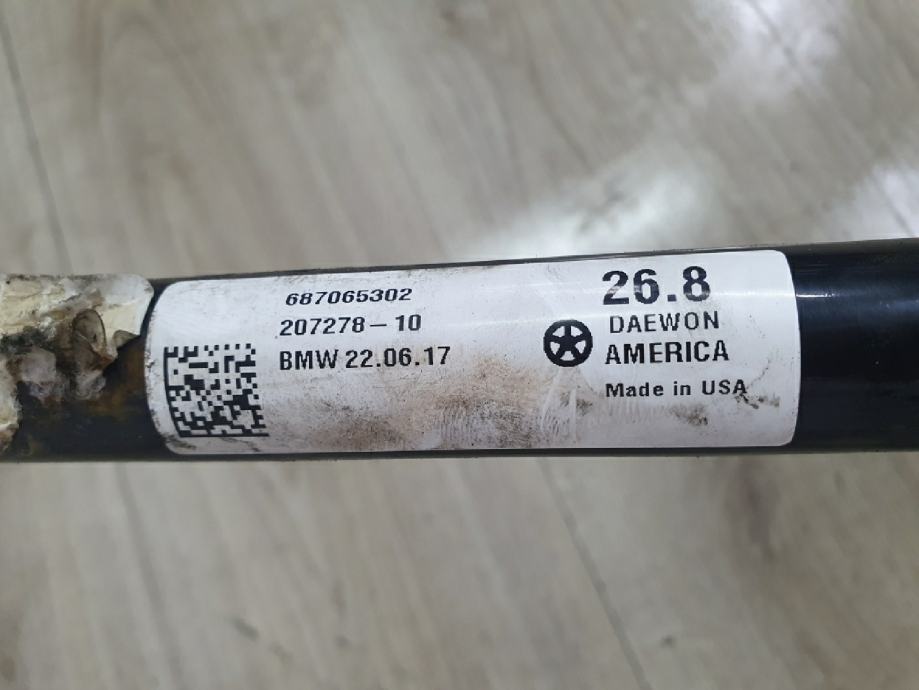 687065302
207278-10
BMW 22.06.17
26.8
DAEWON
AMERICA
Made in USA